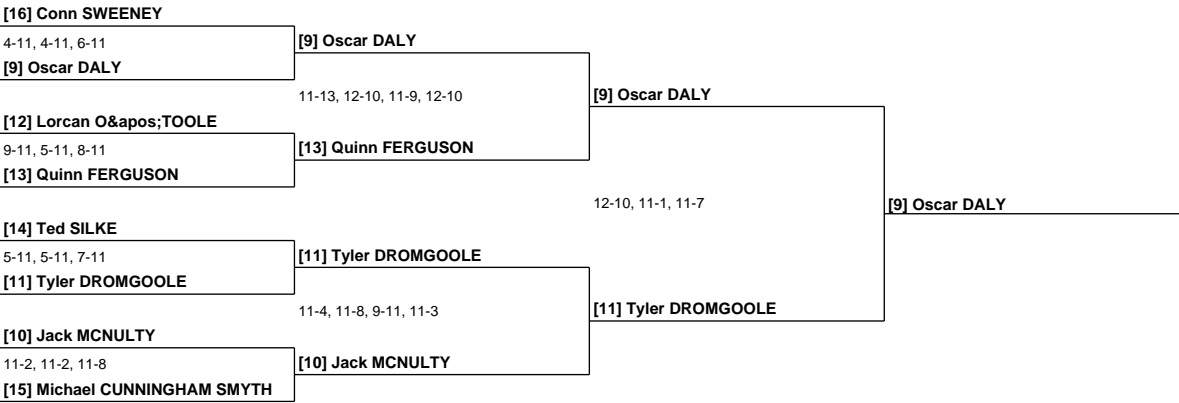 [16] Conn SWEENEY
4-11, 4-11, 6-11
[9] Oscar DALY
[9] Oscar DALY
11-13, 12-10, 11-9, 12-10
[9] Oscar DALY
[12] Lorcan O&apos;TOOLE
9-11, 5-11, 8-11
[13] Quinn FERGUSON
[13] Quinn FERGUSON
12-10, 11-1, 11-7
[9] Oscar DALY
[14] Ted SILKE
5-11, 5-11, 7-11
[11] Tyler DROMGOOLE
[11] Tyler DROMGOOLE
11-4, 11-8, 9-11, 11-3
[11] Tyler DROMGOOLE
[10] Jack MCNULTY
11-2, 11-2, 11-8
[10] Jack MCNULTY
[15] Michael CUNNINGHAM SMYTH